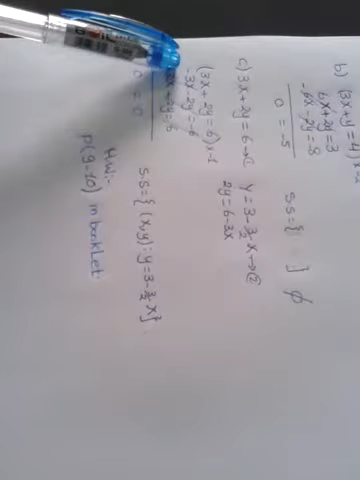 b) (3x+y=4)x-2
6x+2y=3
-6x-2y=-8
0 = -5
S.S={ } ∅
c) 3x+2y=6→①
y=3-3/2x→②
2y=6-3x
(3x+2y=6)x-1
-3x-2y=-6
0 = 0
S.S={(x,y):y=3-3/2x}
H.W:-
P(9-10) in booklet